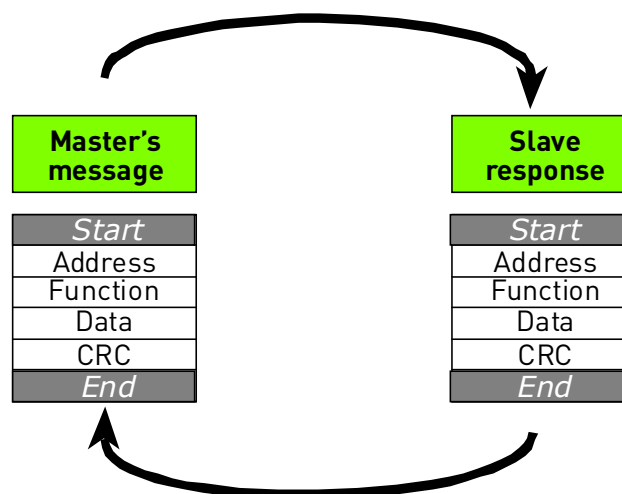 Master's
message
Start
Address
Function
Data
CRC
End
Slave
response
Start
Address
Function
Data
CRC
End